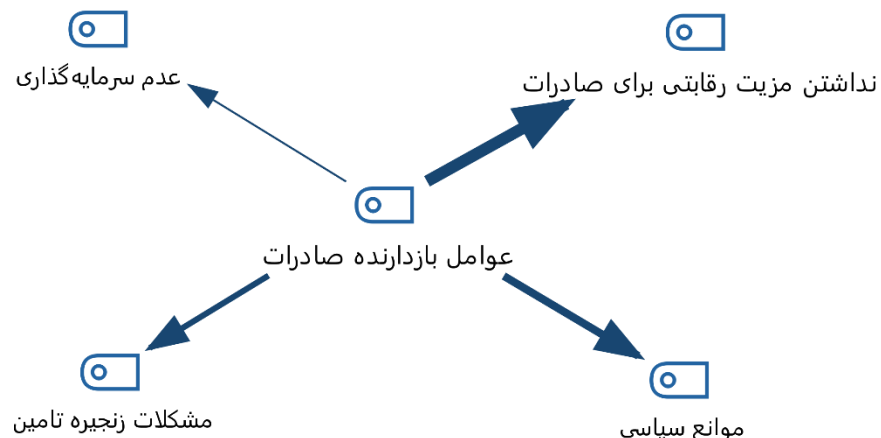 نداشتن مزیت رقابتی برای صادرات
عدم سرمایه‌گذاری
عوامل بازدارنده صادرات
موانع سیاسی
مشکلات زنجیره تامین